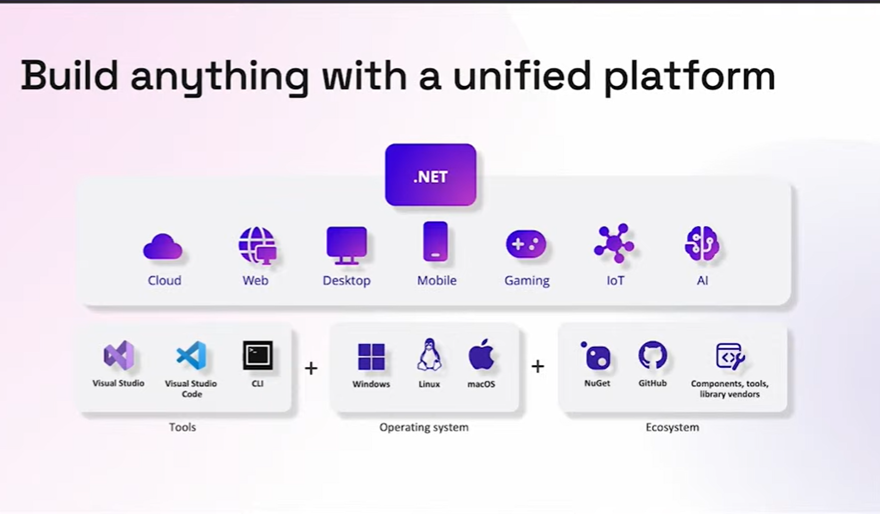 Build anything with a unified platform
.NET
Cloud Web Desktop Mobile Gaming IoT AI
Visual Studio
Visual Studio
Code
CLI
+
Windows Linux macOS
+
NuGet GitHub
Components, tools,
library vendors
Tools Operating system Ecosystem